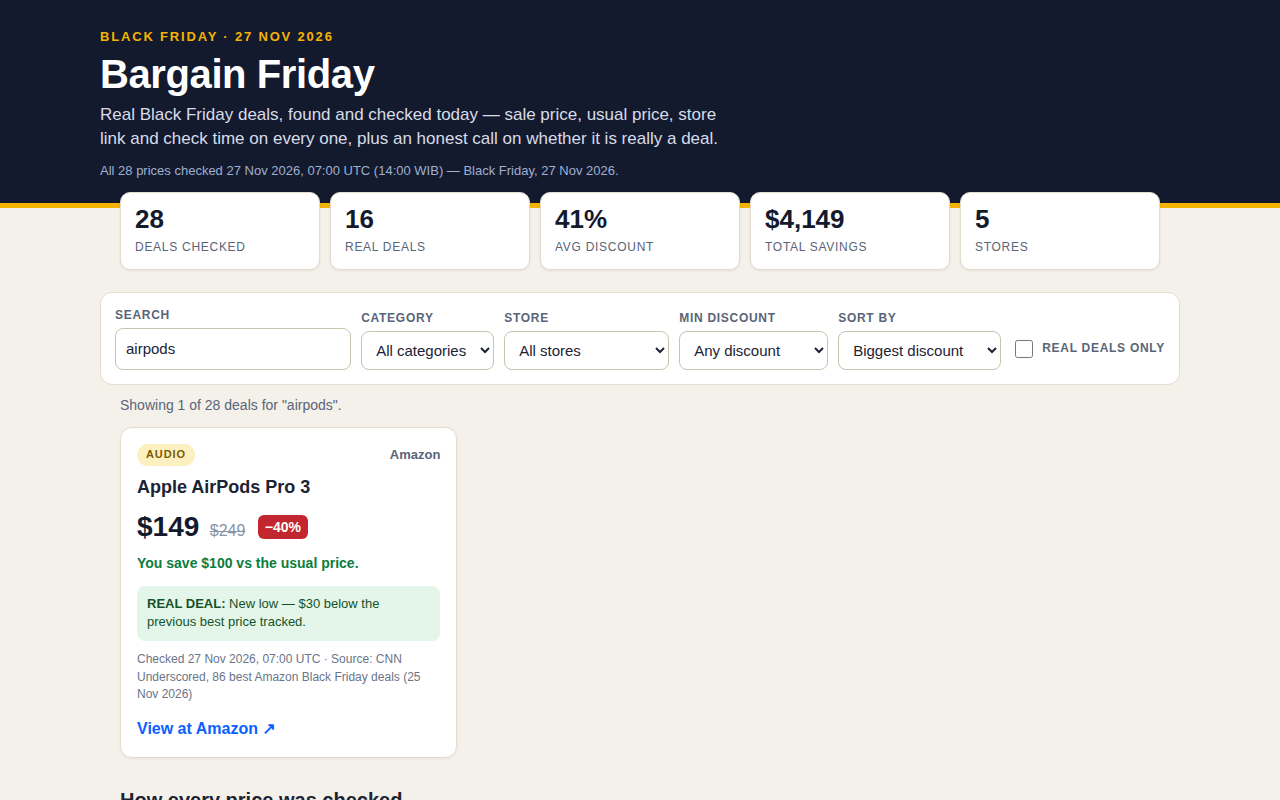 BLACK FRIDAY · 27 NOV 2026
Bargain Friday
Real Black Friday deals, found and checked today — sale price, usual price, store
link and check time on every one, plus an honest call on whether it is really a deal.
All 28 prices checked 27 Nov 2026, 07:00 UTC (14:00 WIB) — Black Friday, 27 Nov 2026.
28
DEALS CHECKED
16
REAL DEALS
41%
AVG DISCOUNT
$4,149
TOTAL SAVINGS
5
STORES
SEARCH
airpods
CATEGORY
All categories
STORE
All stores
MIN DISCOUNT
Any discount
SORT BY
Biggest discount
REAL DEALS ONLY
Showing 1 of 28 deals for "airpods".
AUDIO
Amazon
Apple AirPods Pro 3
$149 $249 −40%
You save $100 vs the usual price.
REAL DEAL: New low — $30 below the
previous best price tracked.
Checked 27 Nov 2026, 07:00 UTC · Source: CNN
Underscored, 86 best Amazon Black Friday deals (25
Nov 2026)
View at Amazon ↗
How every price was checked